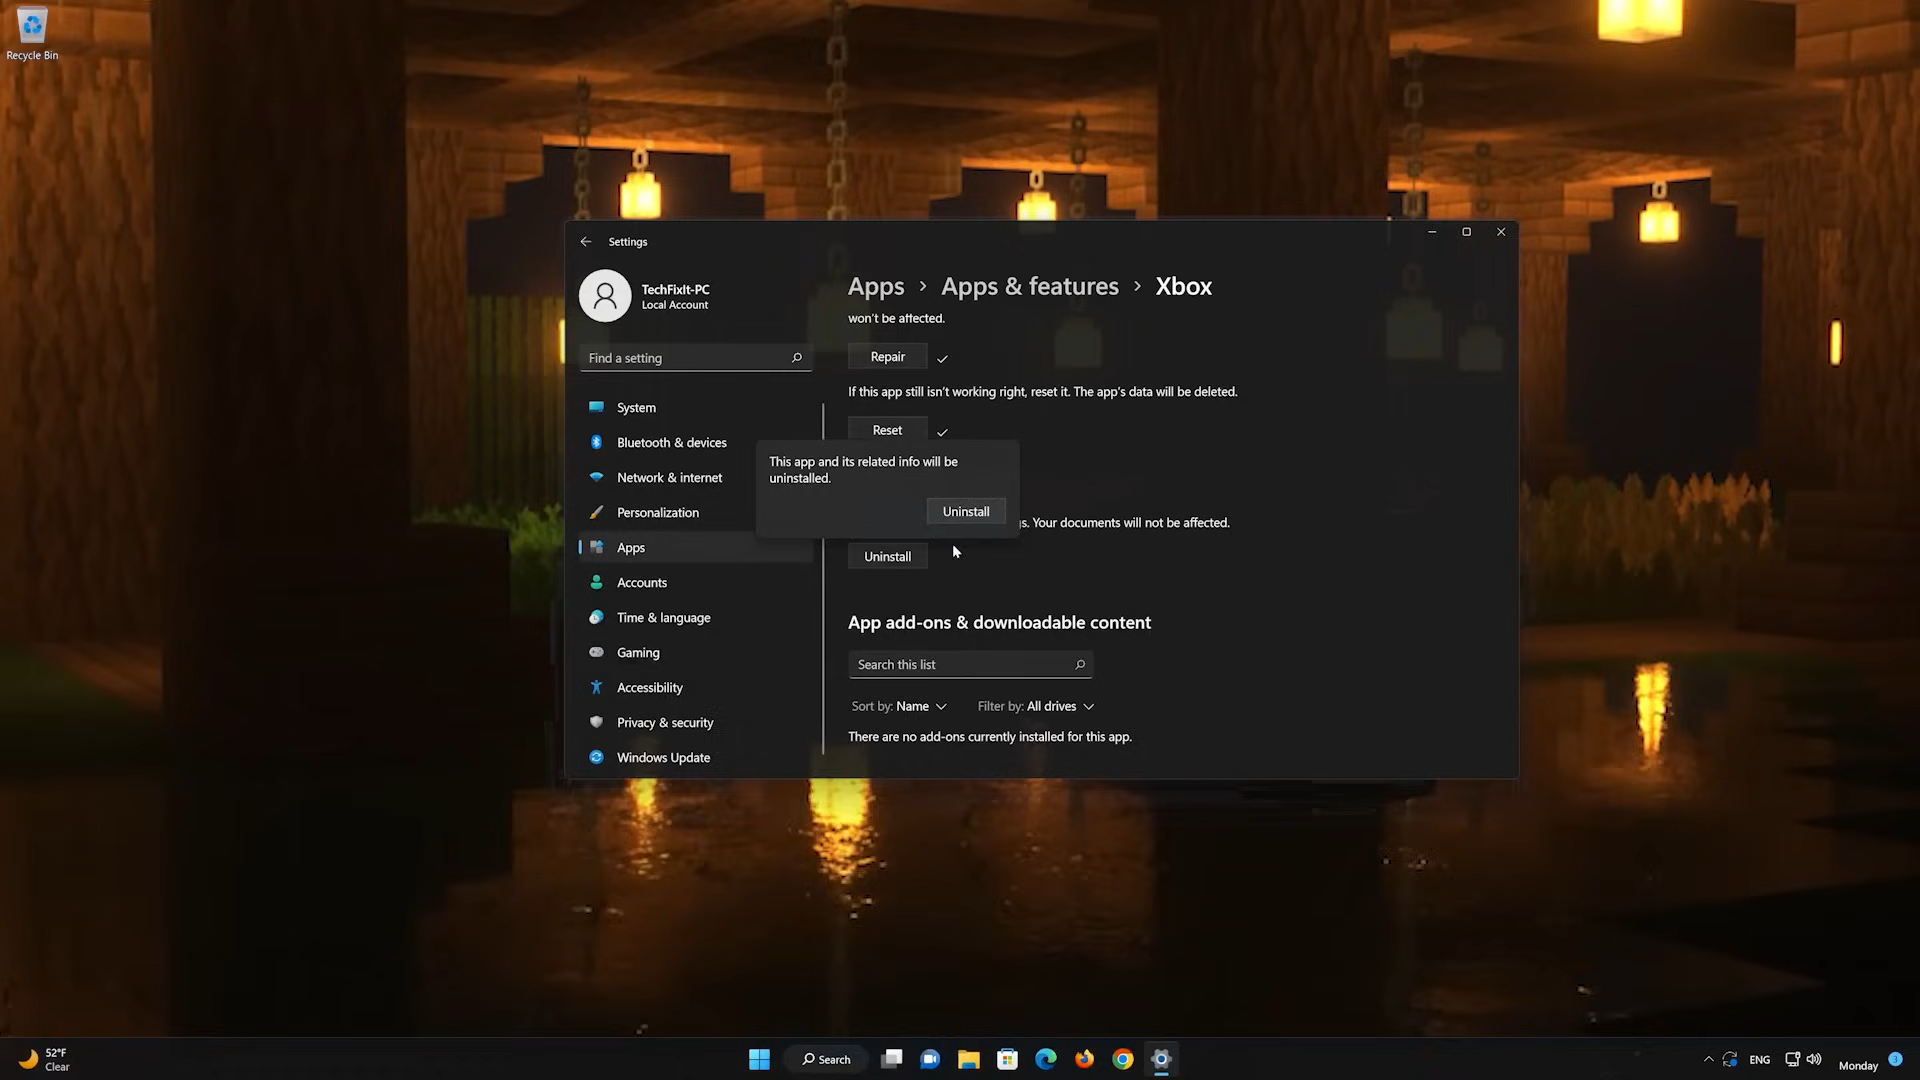 Recycle Bin
Settings
TechFixIt-PC
Local Account
Find a setting
System
Bluetooth & devices
Network & internet
Personalization
Apps
Accounts
Time & language
Gaming
Accessibility
Privacy & security
Windows Update
Apps > Apps & features > Xbox
won't be affected.
Repair
If this app still isn't working right, reset it. The app's data will be deleted.
Reset
This app and its related info will be
uninstalled.
Uninstall
s. Your documents will not be affected.
Uninstall
App add-ons & downloadable content
Search this list
Sort by: Name
Filter by: All drives
There are no add-ons currently installed for this app.
52°F
Clear
Search
ENG
Monday
3